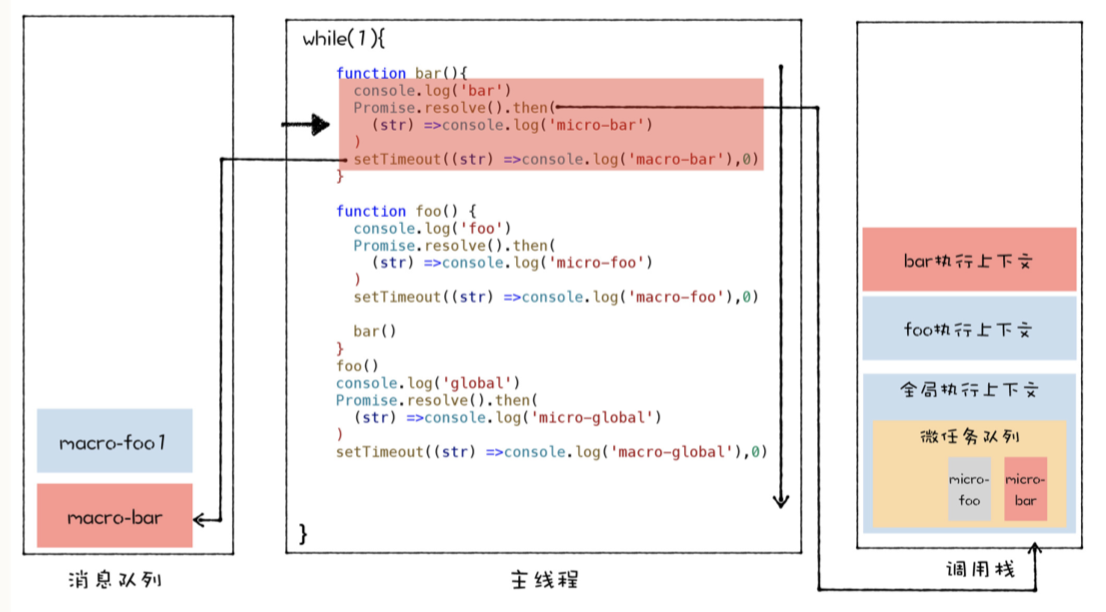 macro-foo1
macro-bar
消息队列
while(1){
function bar(){
console.log('bar')
Promise.resolve().then(
(str) =>console.log('micro-bar')
)
setTimeout((str) =>console.log('macro-bar'),0)
}
function foo() {
console.log('foo')
Promise.resolve().then(
(str) =>console.log('micro-foo')
)
setTimeout((str) =>console.log('macro-foo'),0)
bar()
}
foo()
console.log('global')
Promise.resolve().then(
(str) =>console.log('micro-global')
)
setTimeout((str) =>console.log('macro-global'),0)
}
主线程
bar执行上下文
foo执行上下文
全局执行上下文
微任务队列
micro-
foo
micro-
bar
调用栈